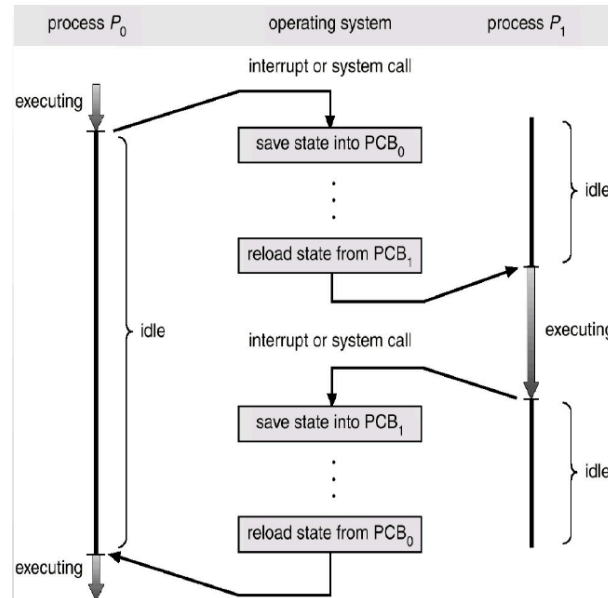 process P0
operating system
process P1
interrupt or system call
executing
save state into PCB0
idle
reload state from PCB1
idle
interrupt or system call
executing
save state into PCB1
idle
reload state from PCB0
executing